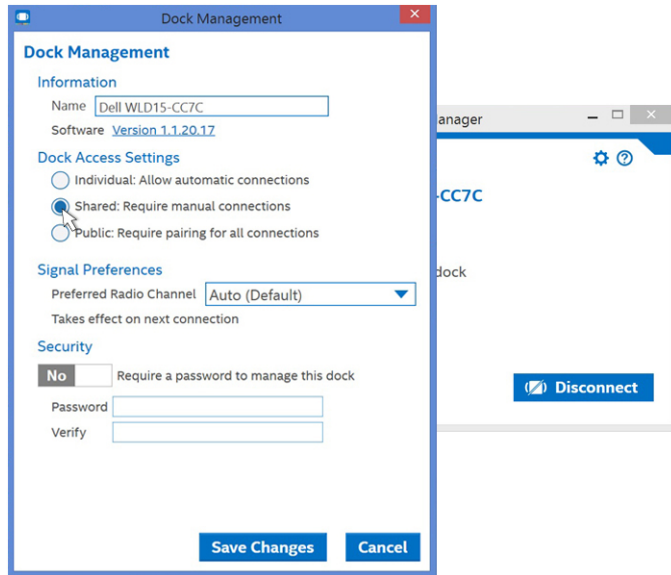 Dock Management
Dock Management
Information
Name Dell WLD15-CC7C
Software Version 1.1.20.17
Dock Access Settings
Individual: Allow automatic connections
Shared: Require manual connections
Public: Require pairing for all connections
Signal Preferences
Preferred Radio Channel Auto (Default)
Takes effect on next connection
Security
No Require a password to manage this dock
Password
Verify
Save Changes Cancel
anager
-CC7C
dock
Disconnect